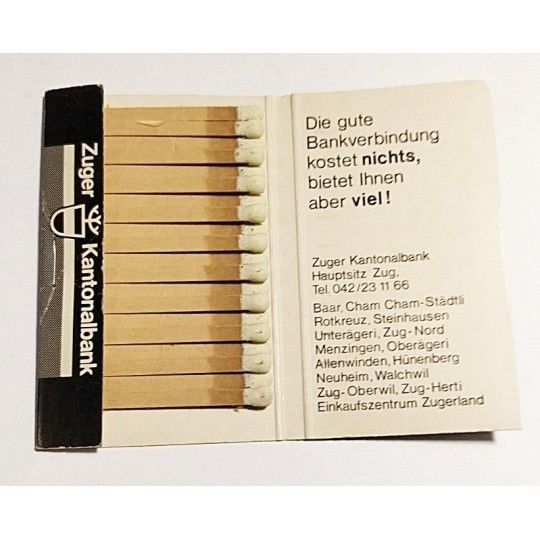 Zuger Kantonalbank
Die gute
Bankverbindung
kostet nichts,
bietet Ihnen
aber viel!
Zuger Kantonalbank
Hauptsitz Zug,
Tel. 042/23 11 66
Baar, Cham Cham-Städtli
Rotkreuz, Steinhausen
Unterägeri, Zug-Nord
Menzingen, Oberägeri
Allenwinden, Hünenberg
Neuheim, Walchwil
Zug-Oberwil, Zug-Herti
Einkaufszentrum Zugerland